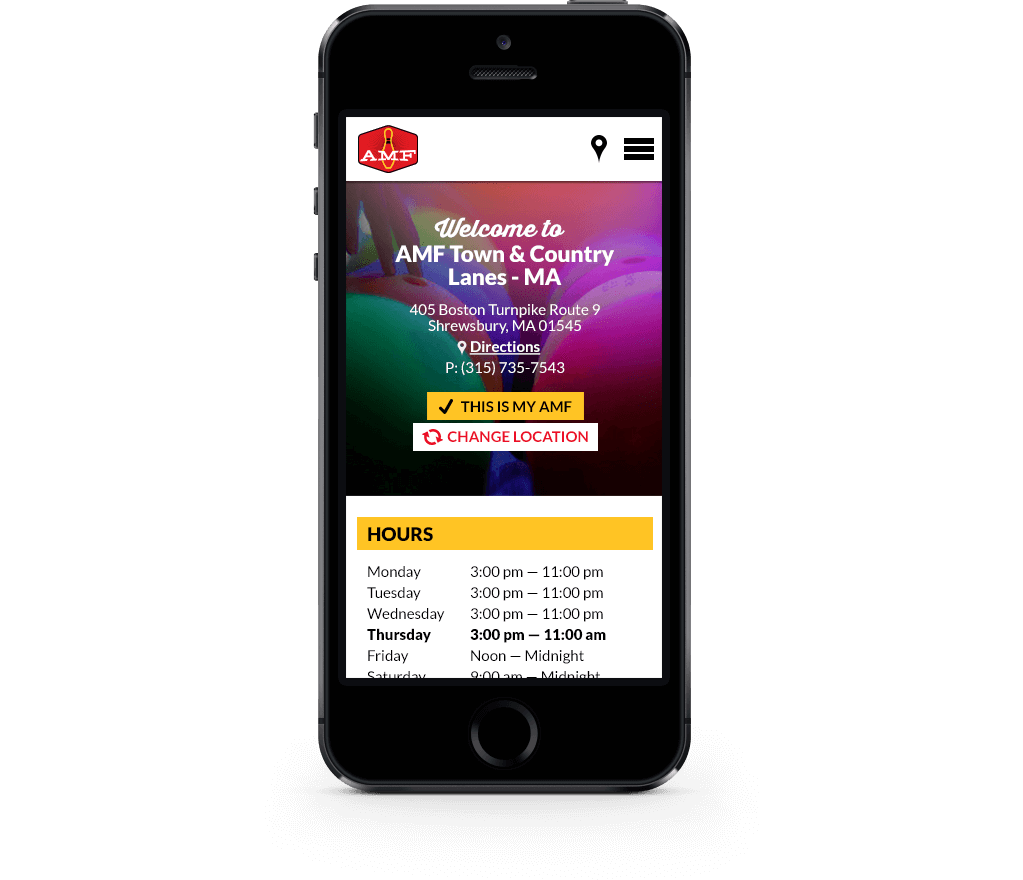 AMF
Welcome to
AMF Town & Country
Lanes - MA
405 Boston Turnpike Route 9
Shrewsbury, MA 01545
Directions
P: (315) 735-7543
THIS IS MY AMF
CHANGE LOCATION
HOURS
Monday 3:00 pm — 11:00 pm
Tuesday 3:00 pm — 11:00 pm
Wednesday 3:00 pm — 11:00 pm
Thursday 3:00 pm — 11:00 am
Friday Noon — Midnight
Saturday 9:00 am — Midnight